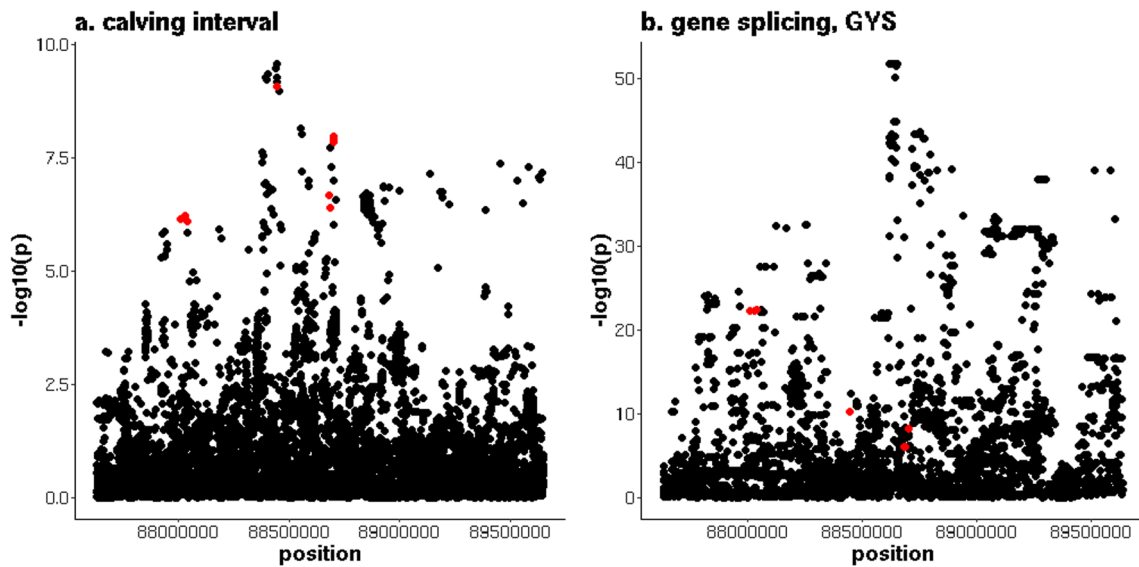 a. calving interval
10.0
7.5
5.0
2.5
0.0
-log10(p)
88000000 88500000 89000000 89500000
position
b. gene splicing, GYS
50
40
30
20
10
0
-log10(p)
88000000 88500000 89000000 89500000
position